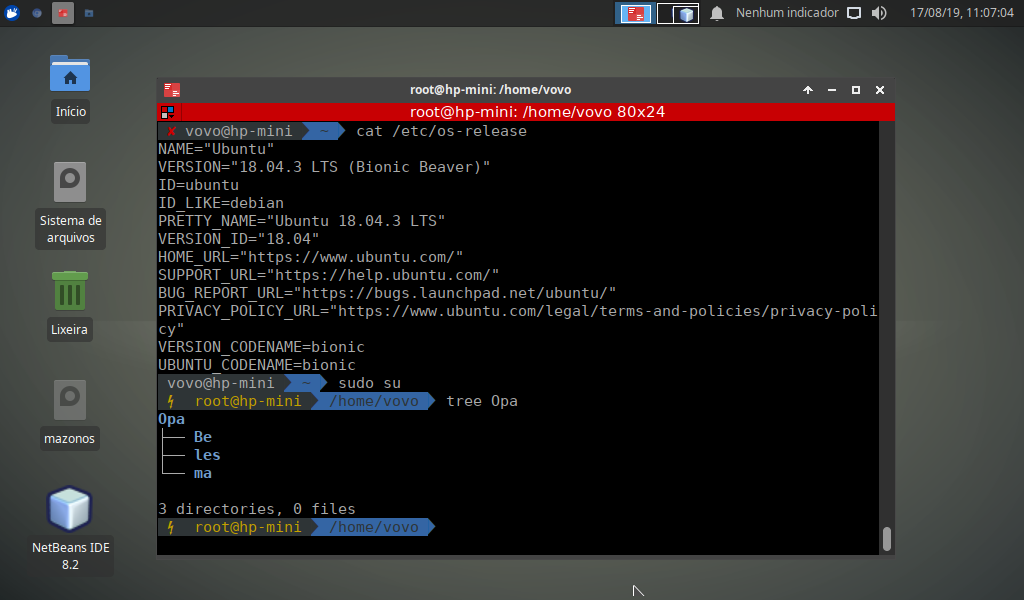 Nenhum indicador
17/08/19, 11:07:04
Início
Sistema de
arquivos
Lixeira
mazonos
NetBeans IDE
8.2
root@hp-mini: /home/vovo
root@hp-mini: /home/vovo 80x24
✘ vovo@hp-mini ~ cat /etc/os-release
NAME="Ubuntu"
VERSION="18.04.3 LTS (Bionic Beaver)"
ID=ubuntu
ID_LIKE=debian
PRETTY_NAME="Ubuntu 18.04.3 LTS"
VERSION_ID="18.04"
HOME_URL="https://www.ubuntu.com/"
SUPPORT_URL="https://help.ubuntu.com/"
BUG_REPORT_URL="https://bugs.launchpad.net/ubuntu/"
PRIVACY_POLICY_URL="https://www.ubuntu.com/legal/terms-and-policies/privacy-poli
cy"
VERSION_CODENAME=bionic
UBUNTU_CODENAME=bionic
vovo@hp-mini ~ sudo su
⚡ root@hp-mini /home/vovo tree Opa
Opa
├── Be
├── les
└── ma
3 directories, 0 files
⚡ root@hp-mini /home/vovo